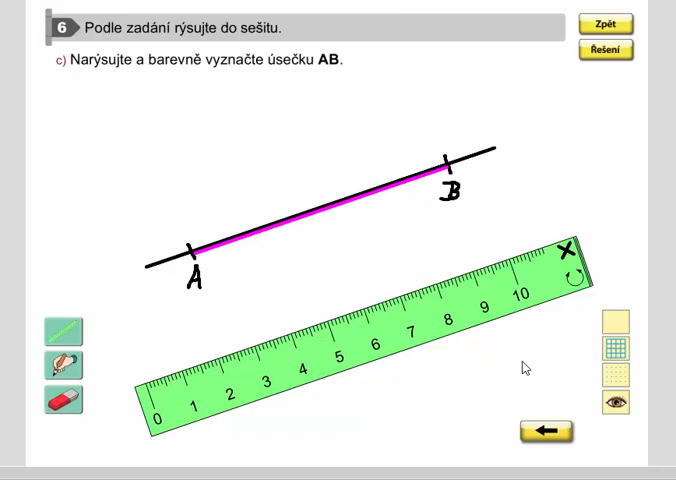 6 Podle zadání rýsujte do sešitu.
Zpět
Řešení
c) Narýsujte a barevně vyznačte úsečku AB.
B
A
0 1 2 3 4 5 6 7 8 9 10